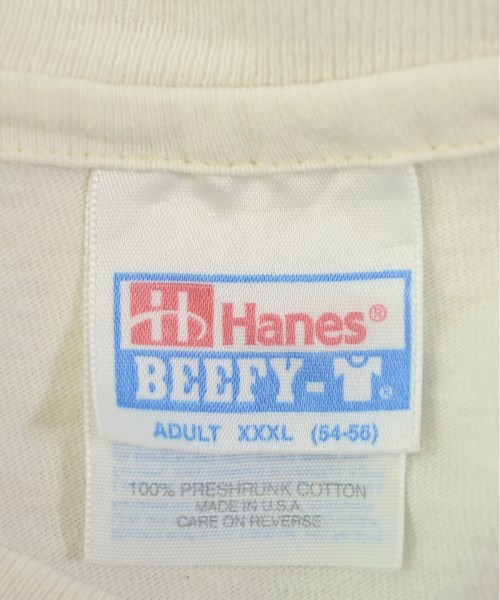 H Hanes®
BEEFY-T®
ADULT XXXL (54-56)
100% PRESHRUNK COTTON
MADE IN U.S.A
CARE ON REVERSE